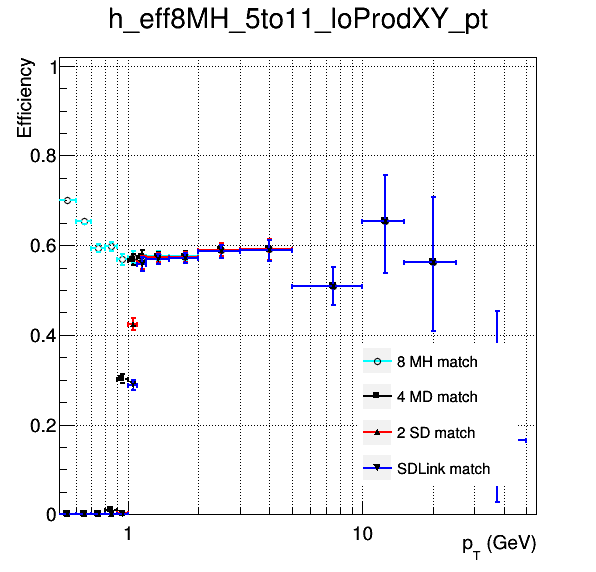 h_eff8MH_5to11_loProdXY_pt
Efficiency
1
0.8
0.6
0.4
0.2
0
8 MH match
4 MD match
2 SD match
SDLink match
1
10
p_T (GeV)